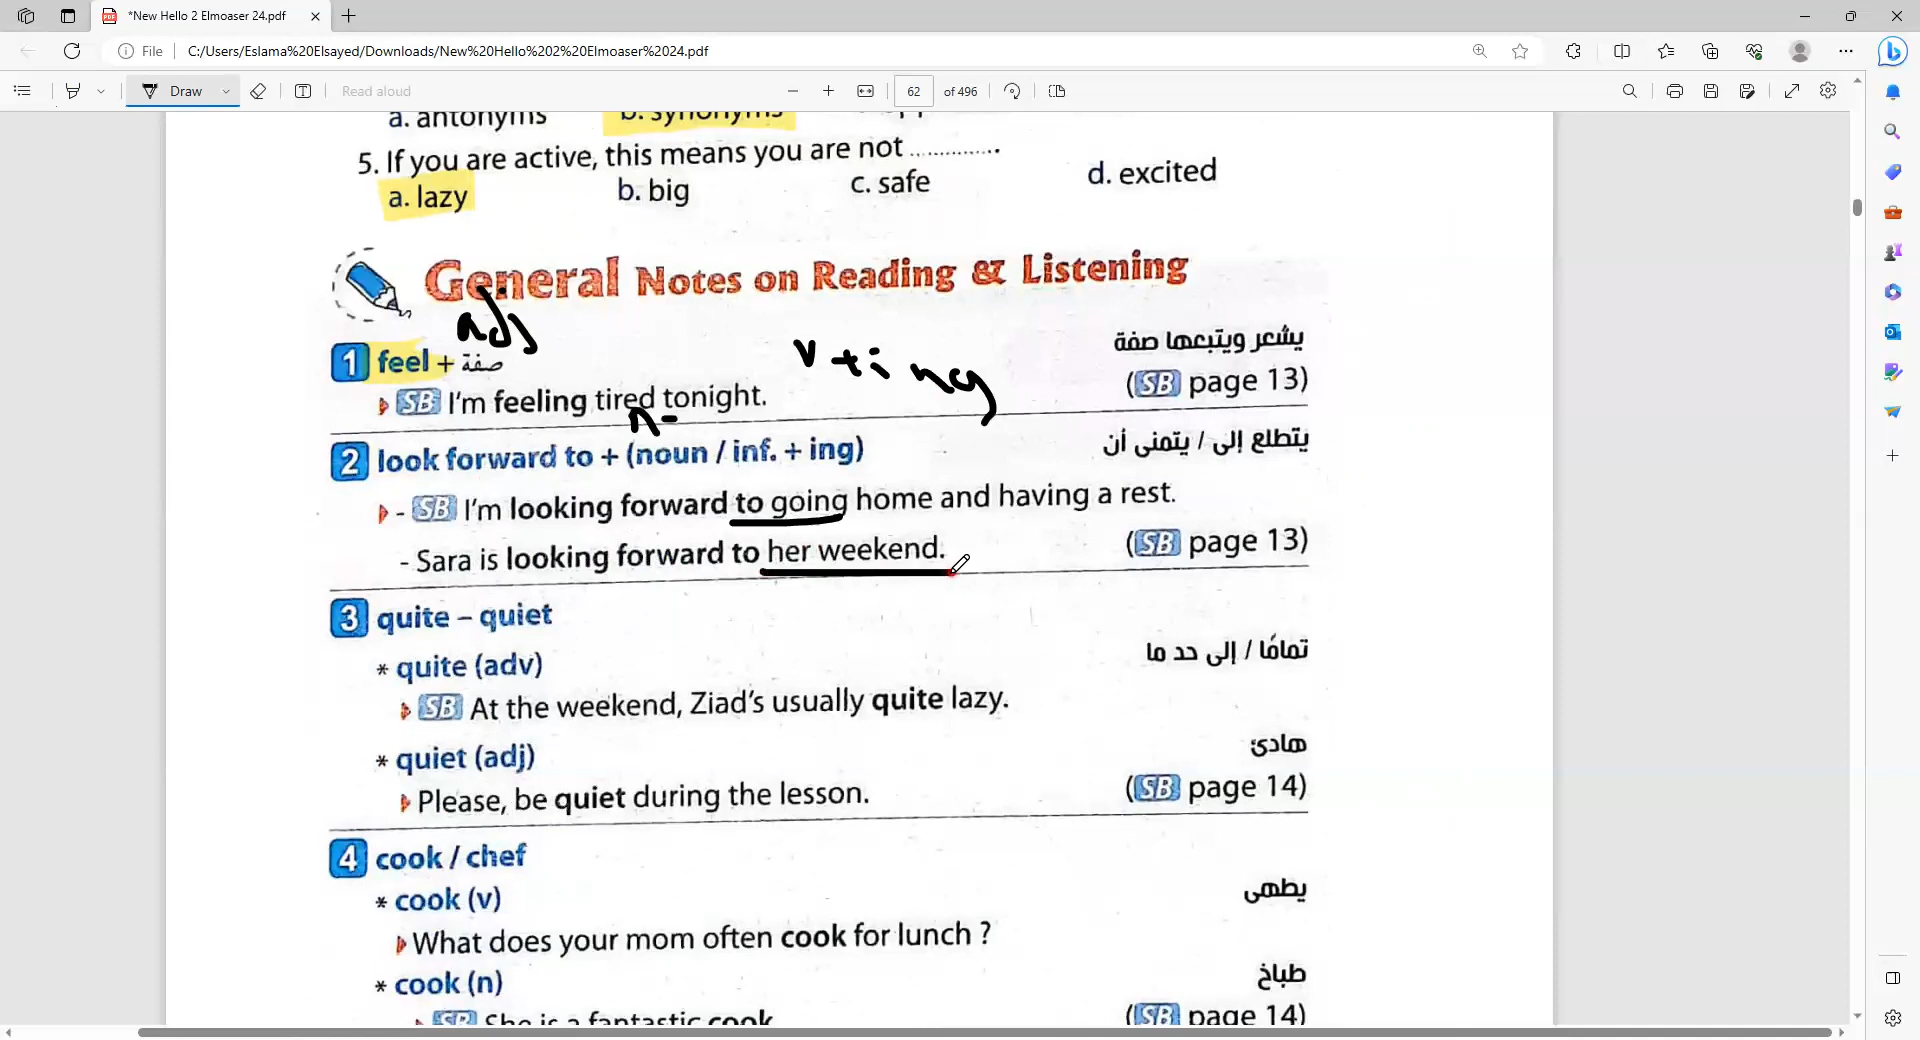 *New Hello 2 Elmoaser 24.pdf
File
C:/Users/Eslama%20Elsayed/Downloads/New%20Hello%202%20Elmoaser%2024.pdf
Draw
Read aloud
62 of 496
a. antonyms b. synonyms
5. If you are active, this means you are not .............
a. lazy b. big c. safe d. excited
General Notes on Reading & Listening
adj
1 feel + صفة
يشعر ويتبعها صفة
v + ing
SB I'm feeling tired tonight.
(SB page 13)
n-
2 look forward to + (noun / inf. + ing)
يتطلع إلى / يتمنى أن
- SB I'm looking forward to going home and having a rest.
- Sara is looking forward to her weekend.
(SB page 13)
3 quite – quiet
* quite (adv)
تمامًا / إلى حد ما
SB At the weekend, Ziad's usually quite lazy.
* quiet (adj)
هادئ
Please, be quiet during the lesson.
(SB page 14)
4 cook / chef
* cook (v)
يطهى
What does your mom often cook for lunch ?
* cook (n)
طباخ
SB She is a fantastic cook
(SB page 14)